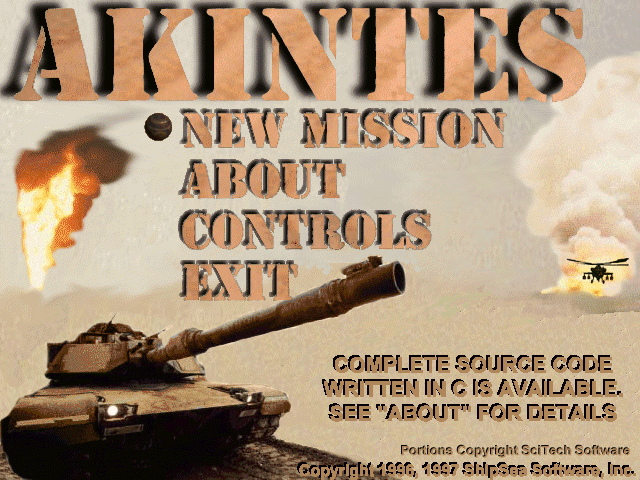 AKINTES
NEW MISSION
ABOUT
CONTROLS
EXIT
COMPLETE SOURCE CODE
WRITTEN IN C IS AVAILABLE.
SEE "ABOUT" FOR DETAILS
Portions Copyright SciTech Software
Copyright 1996, 1997 ShipSea Software, Inc.